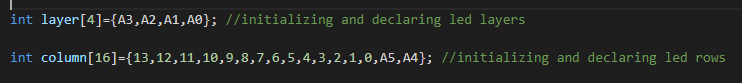 int layer[4]={A3,A2,A1,A0}; //initializing and declaring led layers
int column[16]={13,12,11,10,9,8,7,6,5,4,3,2,1,0,A5,A4}; //initializing and declaring led rows